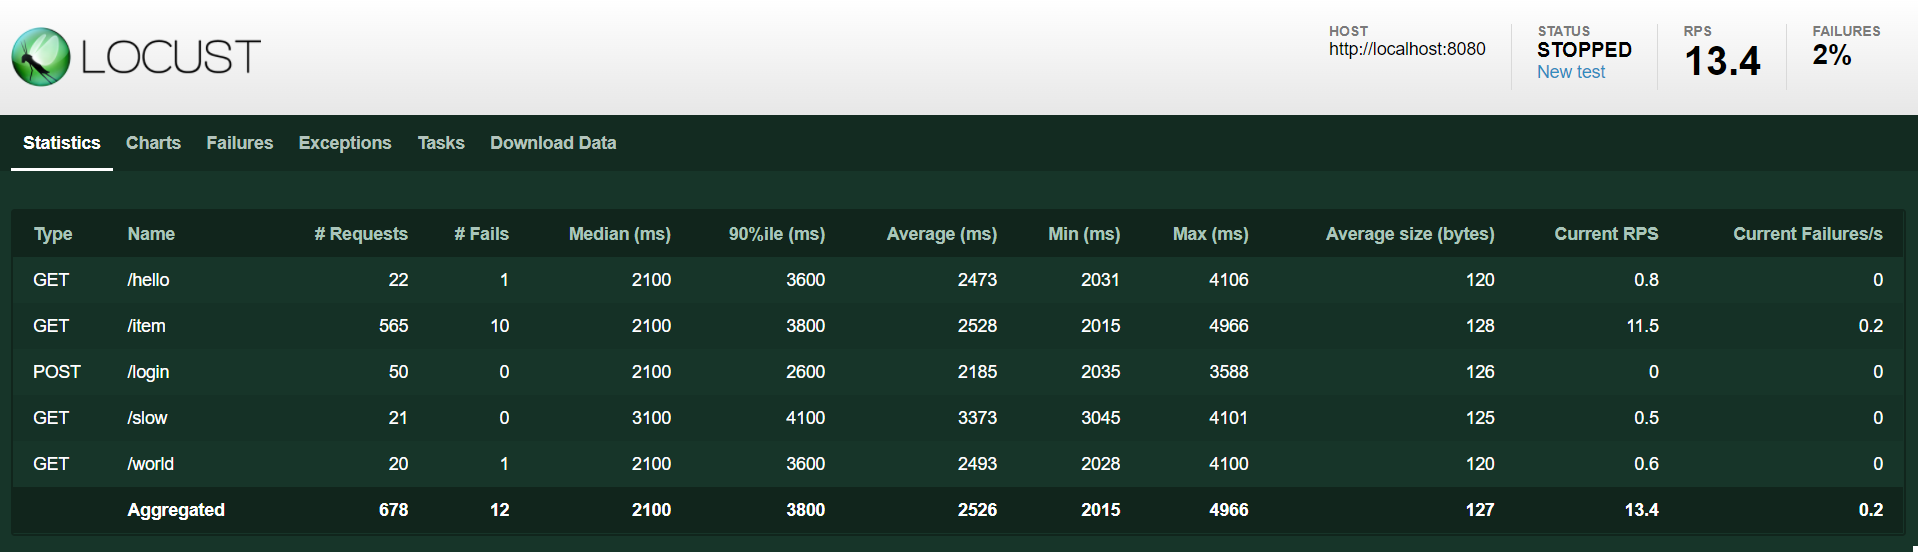 LOCUST
HOST
http://localhost:8080
STATUS
STOPPED
New test
RPS
13.4
FAILURES
2%
Statistics Charts Failures Exceptions Tasks Download Data
Type Name # Requests # Fails Median (ms) 90%ile (ms) Average (ms) Min (ms) Max (ms) Average size (bytes) Current RPS Current Failures/s
GET /hello 22 1 2100 3600 2473 2031 4106 120 0.8 0
GET /item 565 10 2100 3800 2528 2015 4966 128 11.5 0.2
POST /login 50 0 2100 2600 2185 2035 3588 126 0 0
GET /slow 21 0 3100 4100 3373 3045 4101 125 0.5 0
GET /world 20 1 2100 3600 2493 2028 4100 120 0.6 0
Aggregated 678 12 2100 3800 2526 2015 4966 127 13.4 0.2